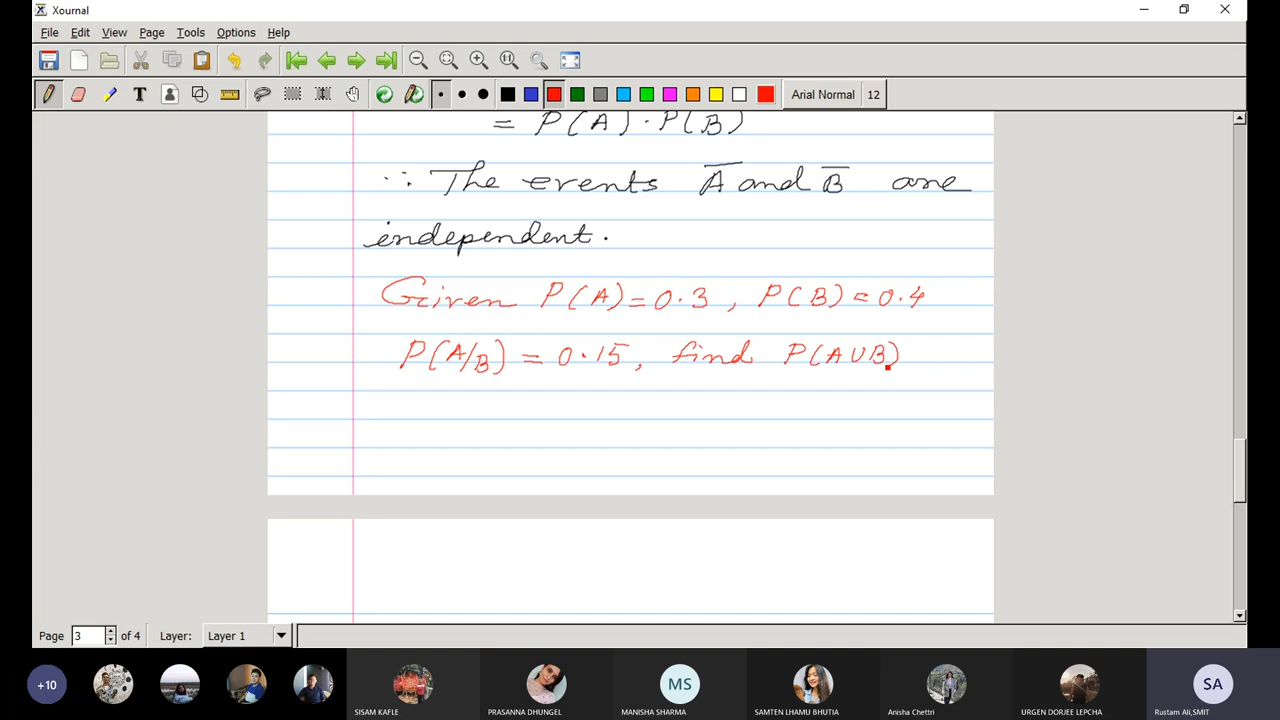 Xournal
File Edit View Page Tools Options Help
Arial Normal 12
= P(A) · P(B)
∴ The events A̅ and B̅ are
independent.
Given P(A) = 0.3 , P(B) = 0.4
P(A/B) = 0.15, find P(A∪B)
Page 3 of 4 Layer: Layer 1
+10
SISAM KAFLE
PRASANNA DHUNGEL
MS
MANISHA SHARMA
SAMTEN LHAMU BHUTIA
Anisha Chettri
URGEN DORJEE LEPCHA
SA
Rustam Ali,SMIT